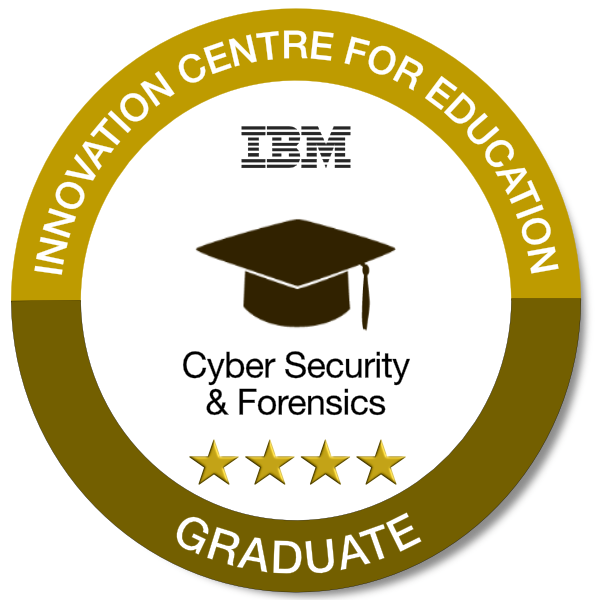 INNOVATION CENTRE FOR EDUCATION
IBM
Cyber Security
& Forensics
GRADUATE